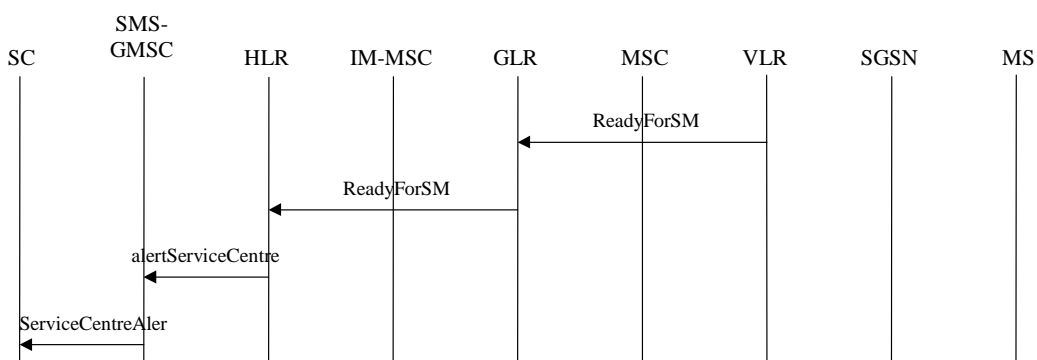 SC
SMS-
GMSC
HLR
IM-MSC
GLR
MSC
VLR
SGSN
MS
ReadyForSM
ReadyForSM
alertServiceCentre
ServiceCentreAler